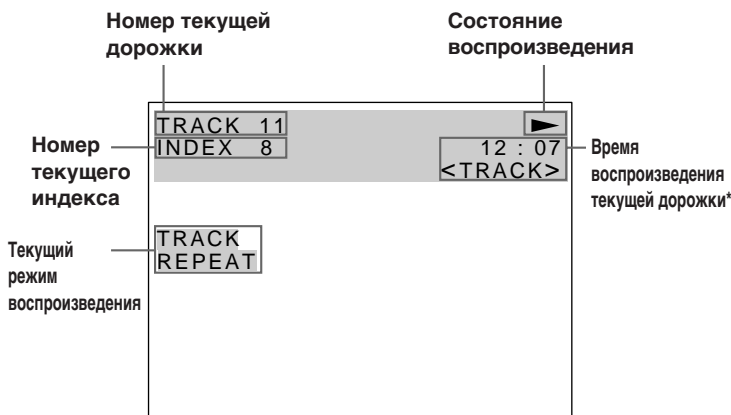 Номер текущей
дорожки
Состояние
воспроизведения
TRACK 11
INDEX 8
12 : 07
<TRACK>
Номер
текущего
индекса
Время
воспроизведения
текущей дорожки*
TRACK
REPEAT
Текущий
режим
воспроизведения